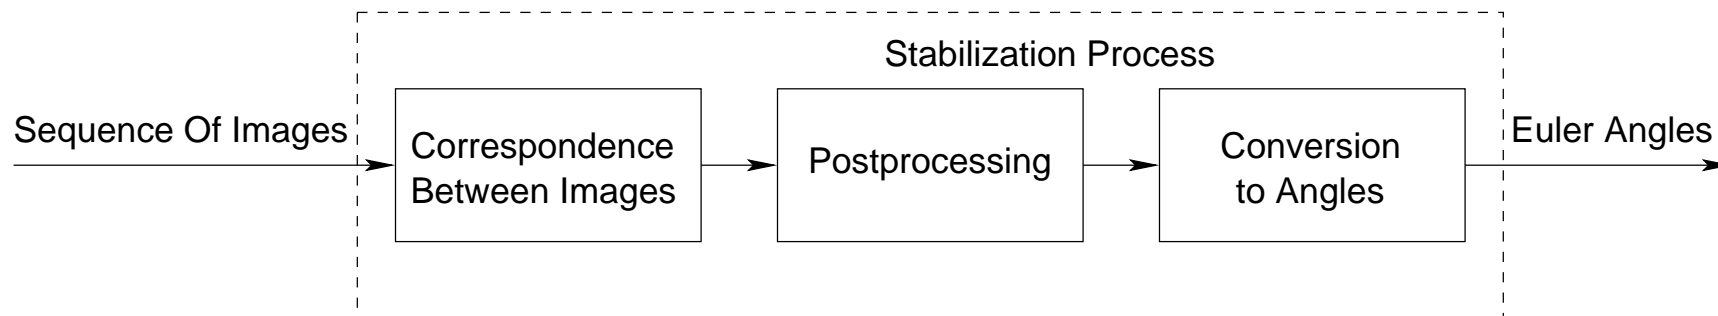 Stabilization Process
Sequence Of Images
Correspondence
Between Images
Postprocessing
Conversion
to Angles
Euler Angles